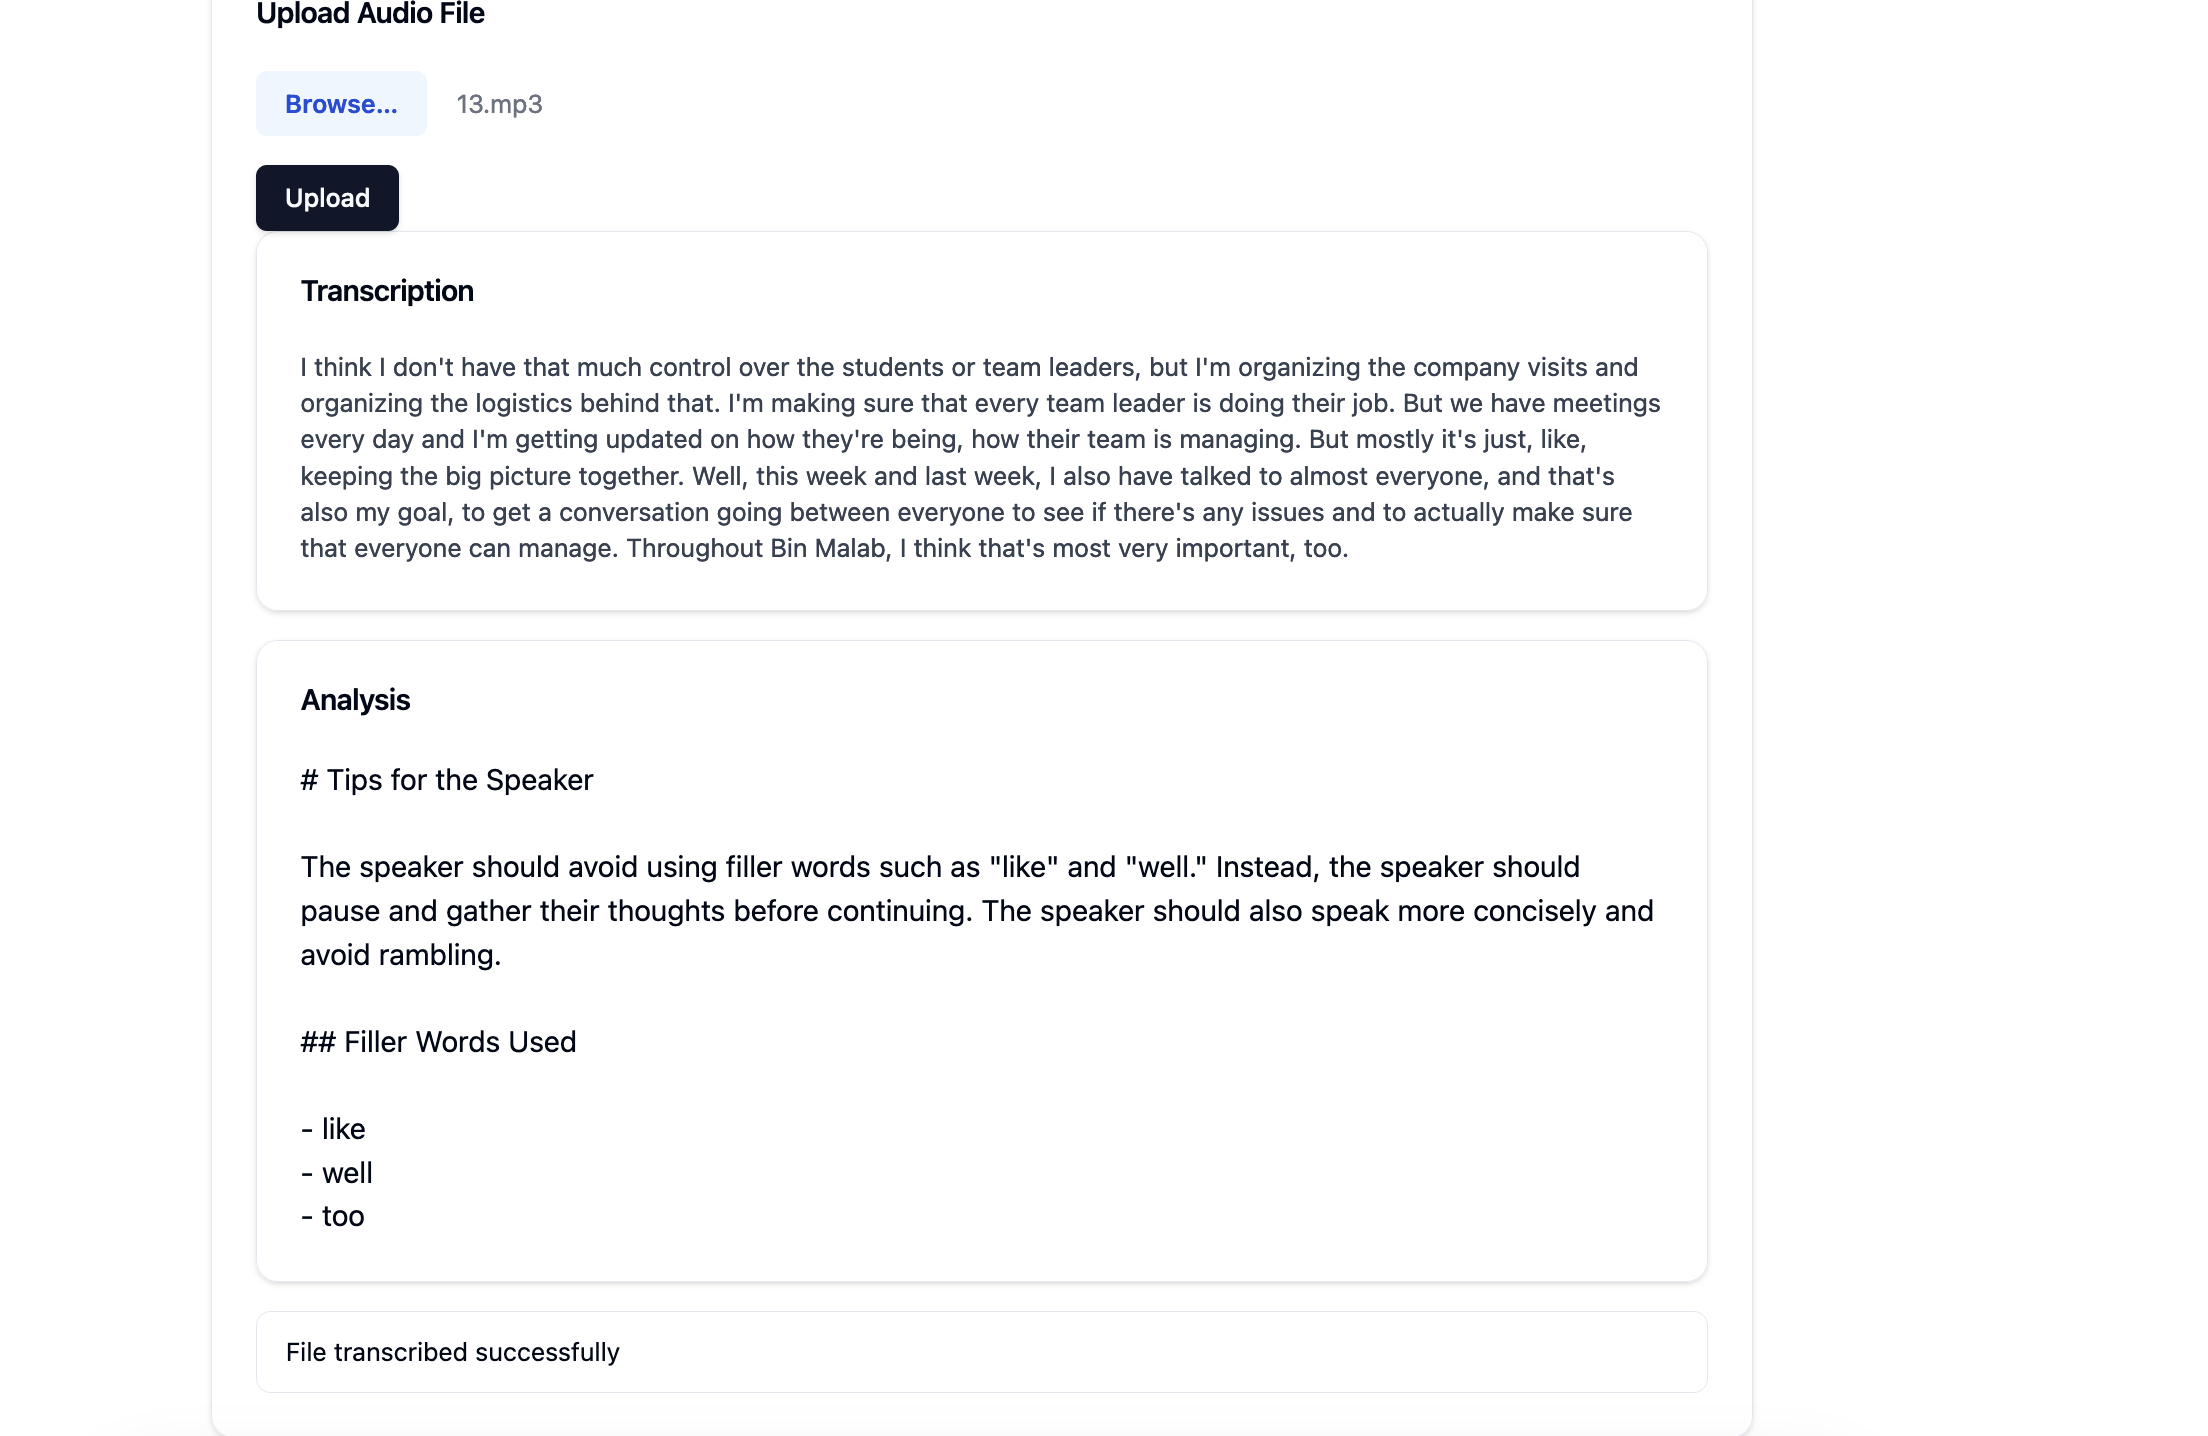 Upload Audio File
Browse...
13.mp3
Upload
Transcription
I think I don't have that much control over the students or team leaders, but I'm organizing the company visits and
organizing the logistics behind that. I'm making sure that every team leader is doing their job. But we have meetings
every day and I'm getting updated on how they're being, how their team is managing. But mostly it's just, like,
keeping the big picture together. Well, this week and last week, I also have talked to almost everyone, and that's
also my goal, to get a conversation going between everyone to see if there's any issues and to actually make sure
that everyone can manage. Throughout Bin Malab, I think that's most very important, too.
Analysis
# Tips for the Speaker
The speaker should avoid using filler words such as "like" and "well." Instead, the speaker should
pause and gather their thoughts before continuing. The speaker should also speak more concisely and
avoid rambling.
## Filler Words Used
- like
- well
- too
File transcribed successfully